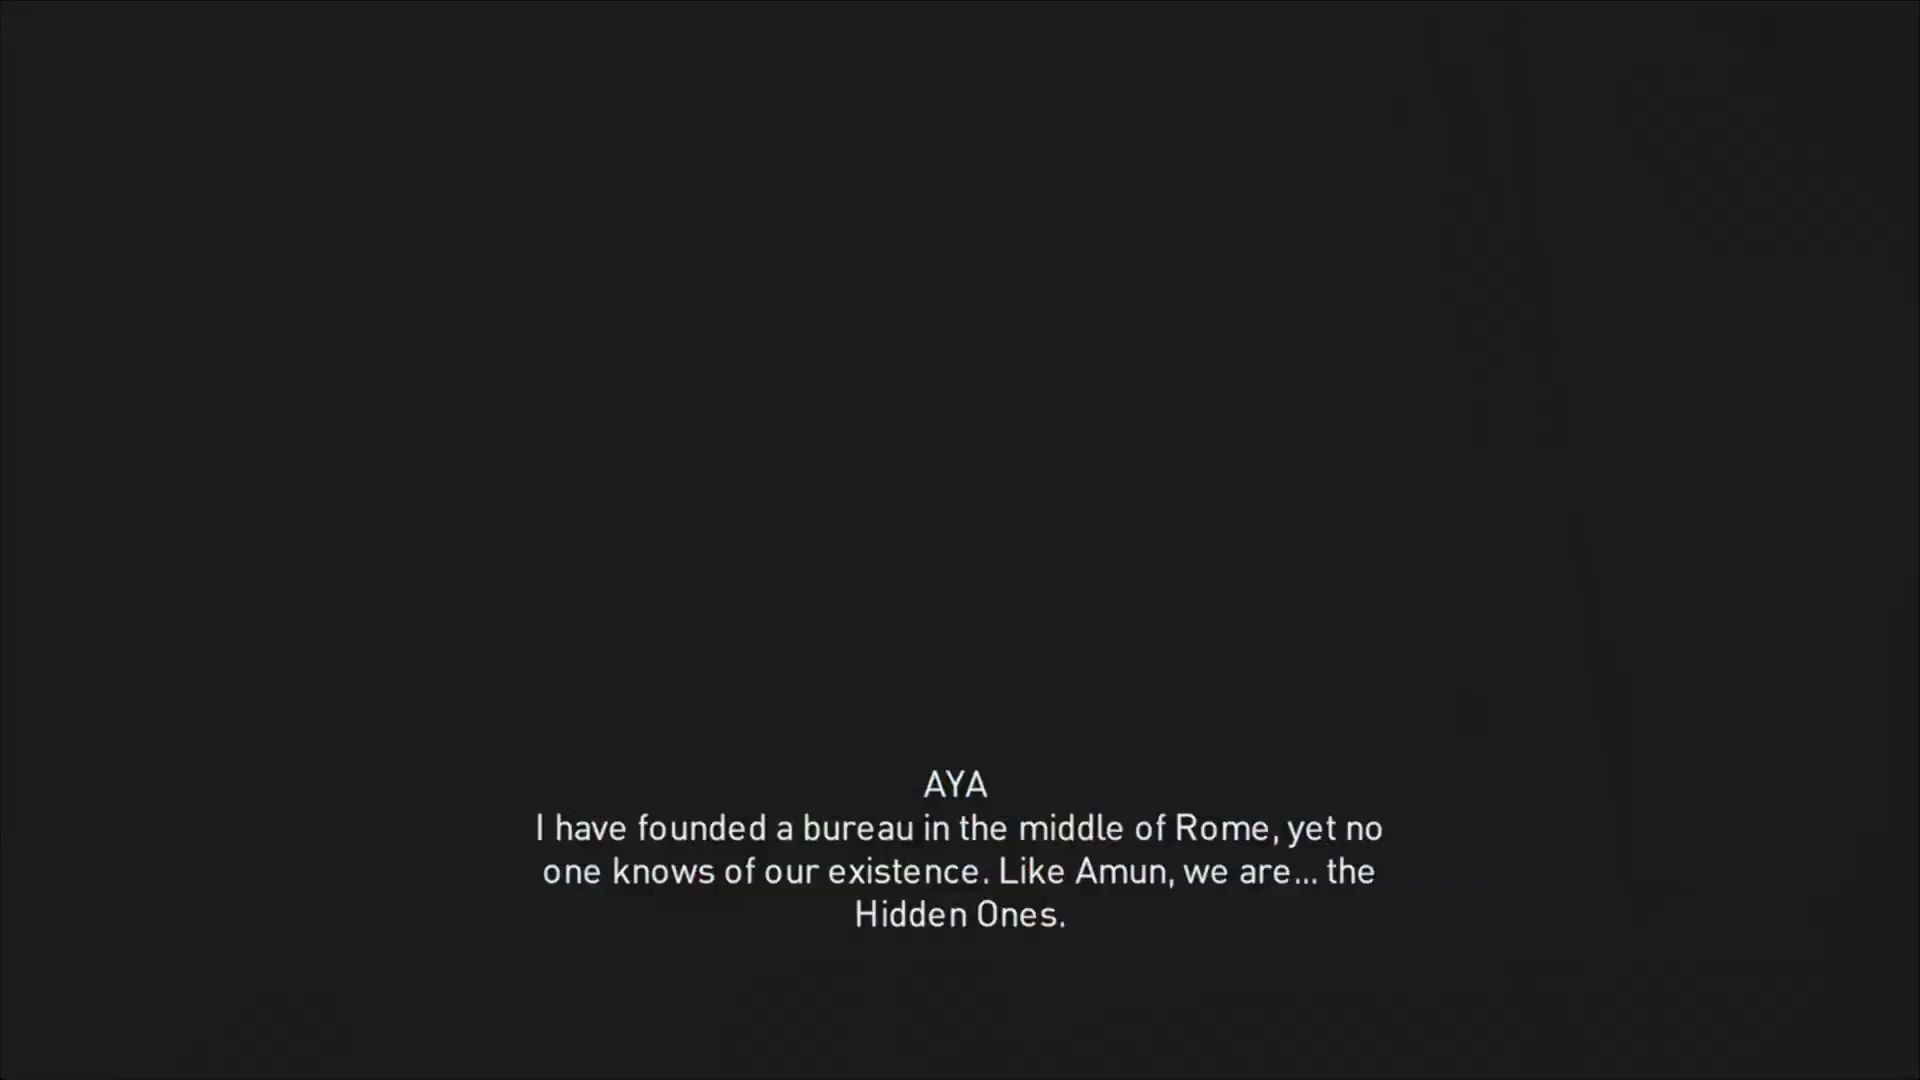 AYA
I have founded a bureau in the middle of Rome, yet no
one knows of our existence. Like Amun, we are... the
Hidden Ones.